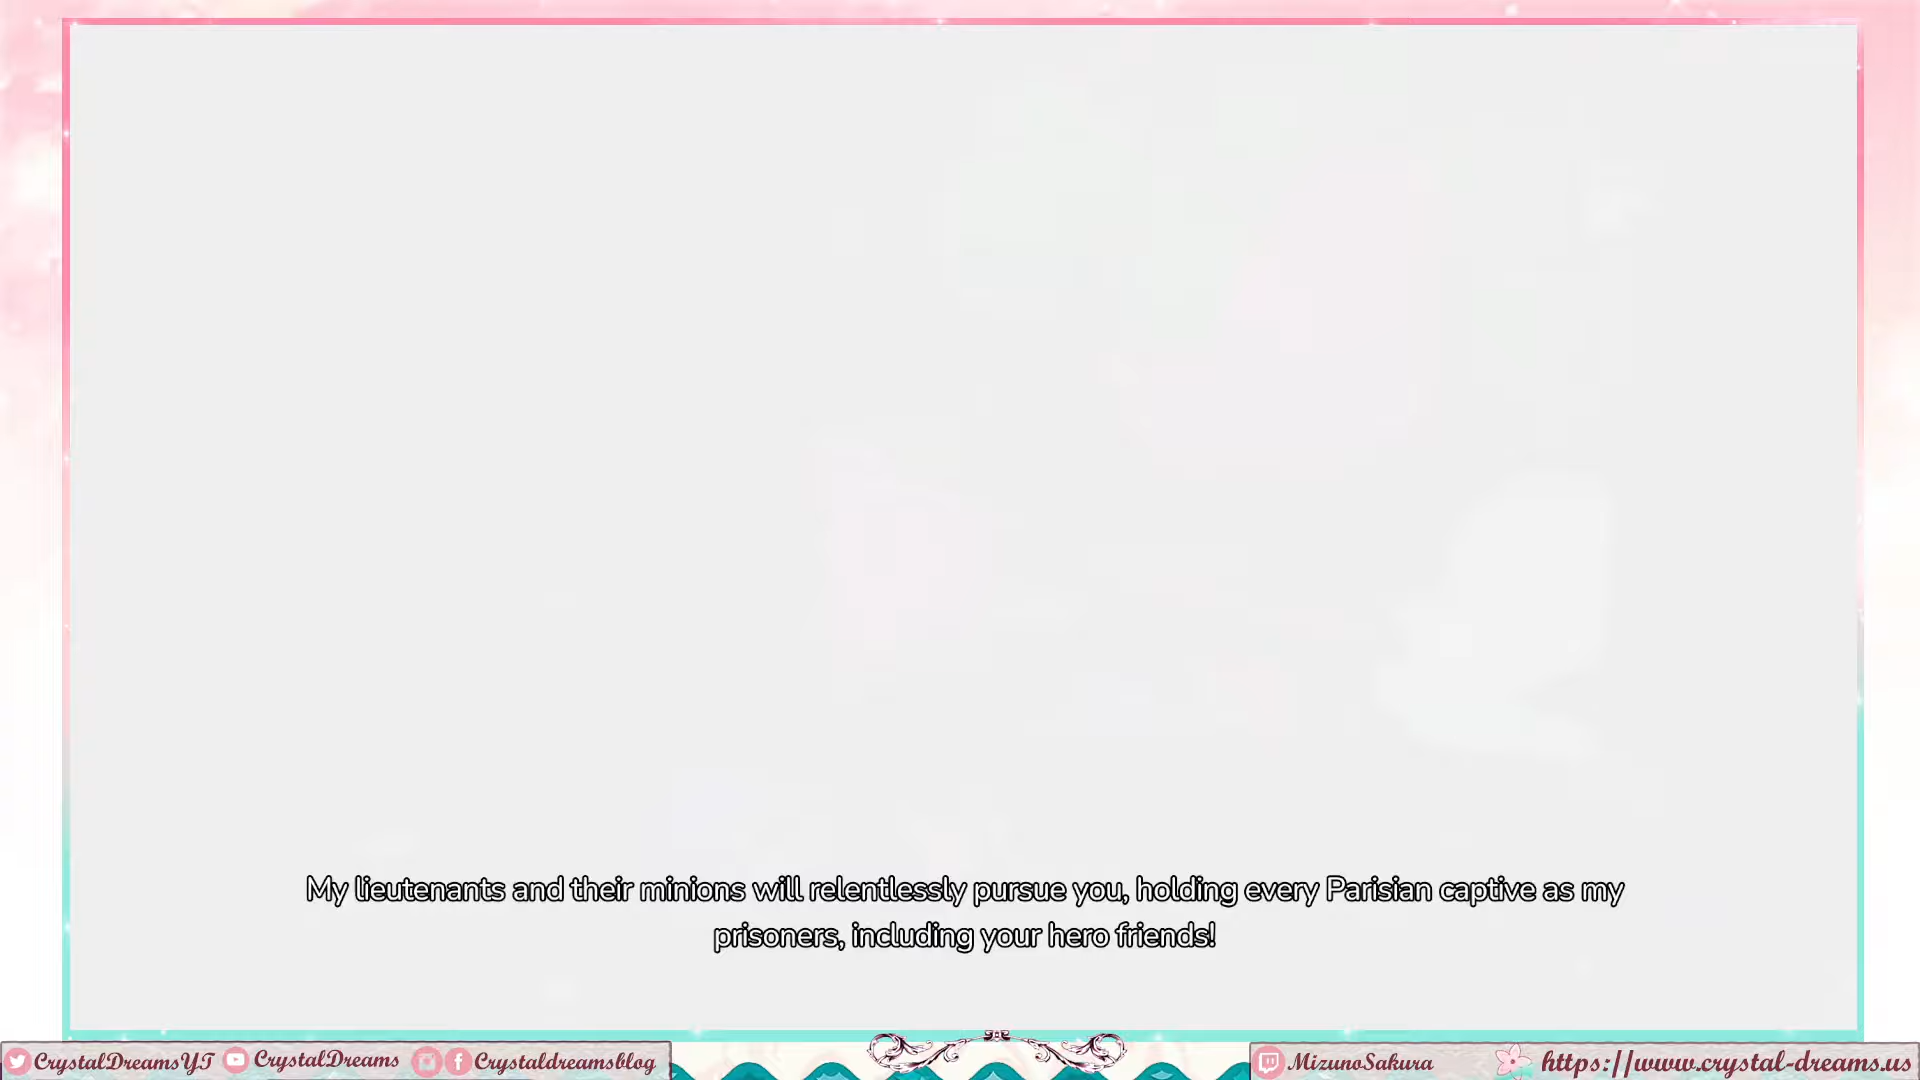 My lieutenants and their minions will relentlessly pursue you, holding every Parisian captive as my
prisoners, including your hero friends!
CrystalDreamsYT CrystalDreams Crystaldreamsblog MizunoSakura https://www.crystal-dreams.us